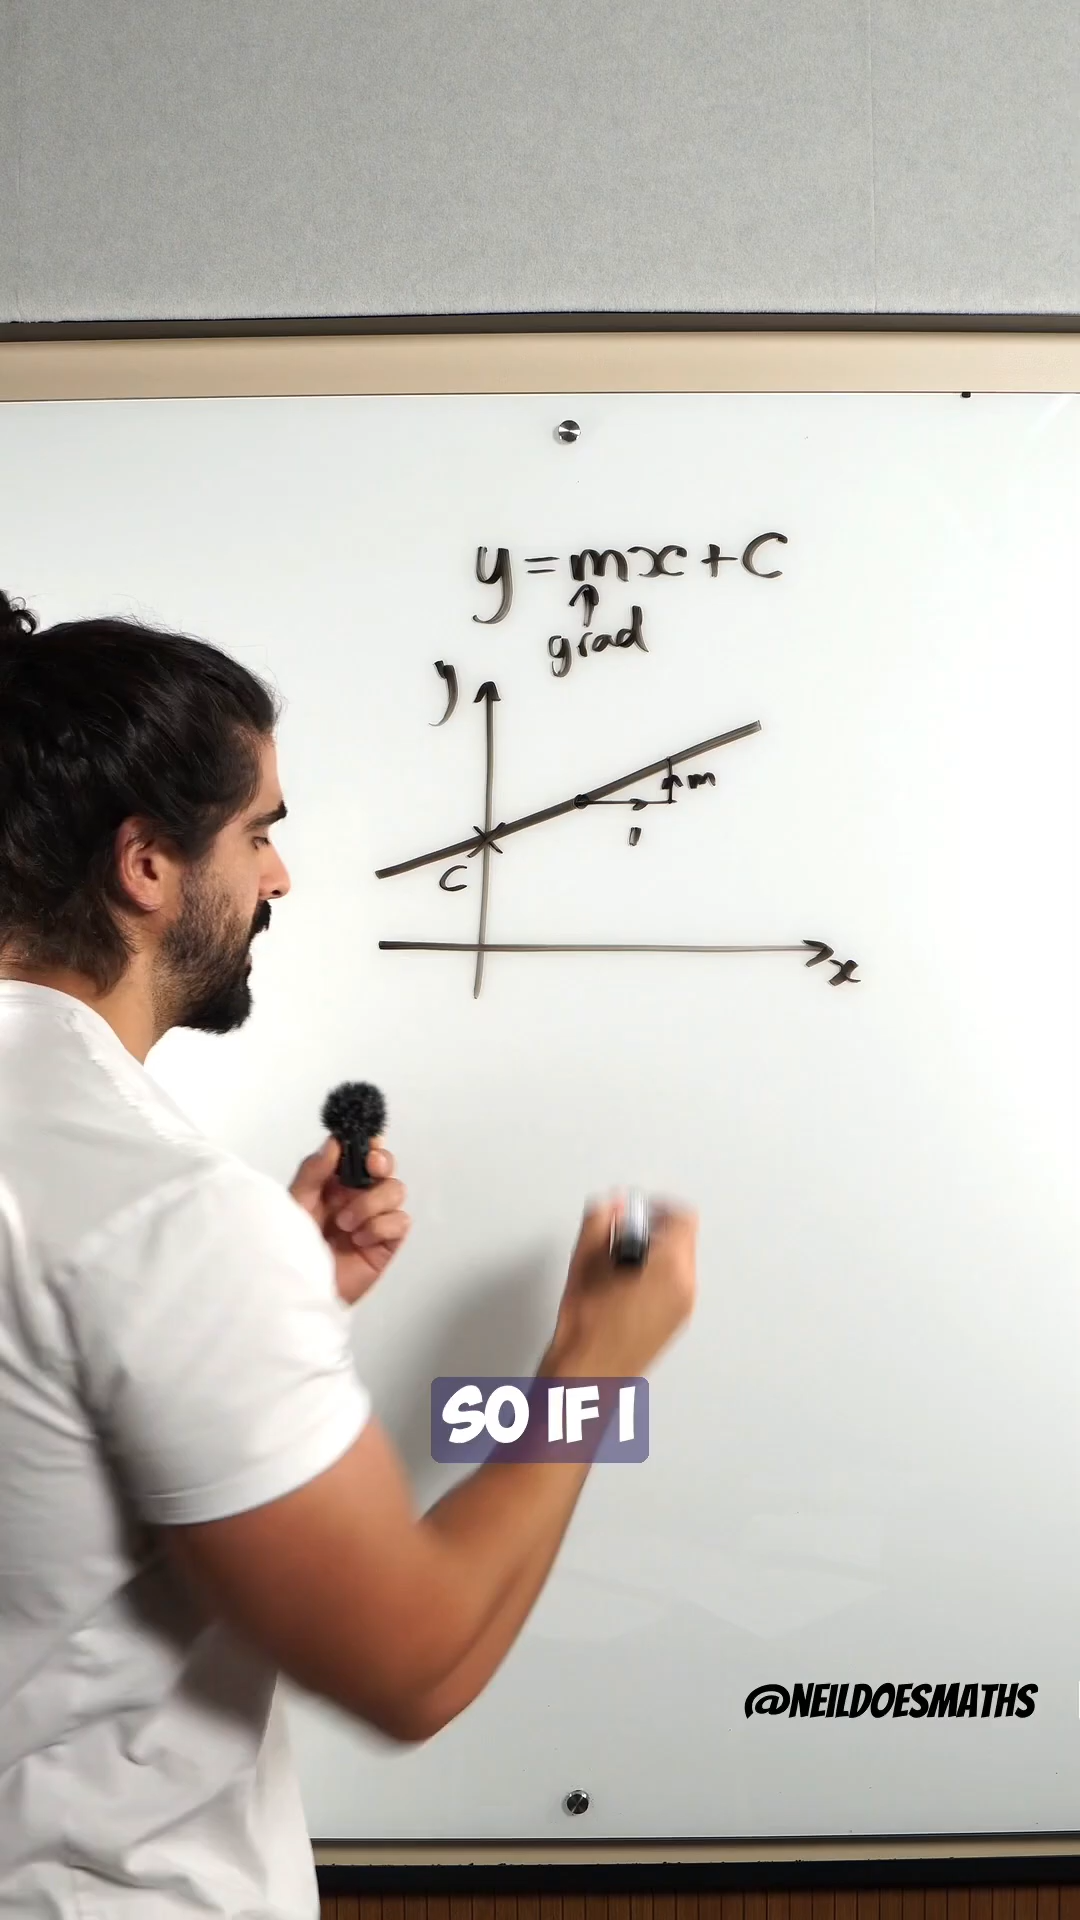 y = mx + C
↑
grad
y
m
1
C
x
SO IF I
@NEILDOESMATHS